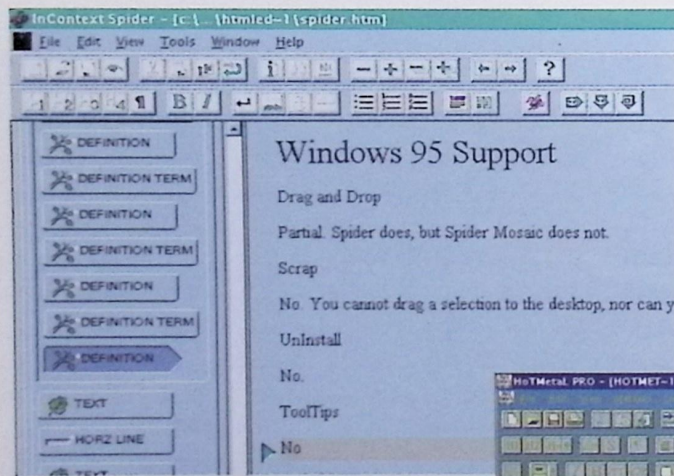 InContext Spider - [c:\...\htmled~1\spider.htm]
File Edit View Tools Window Help
B I
?
DEFINITION
DEFINITION TERM
DEFINITION
DEFINITION TERM
DEFINITION
DEFINITION TERM
DEFINITION
TEXT
HORZ LINE
TEXT
Windows 95 Support
Drag and Drop
Partial. Spider does, but Spider Mosaic does not.
Scrap
No. You cannot drag a selection to the desktop, nor can y
UnInstall
No.
ToolTips
No
HoTMetaL PRO - [HOTMET~1